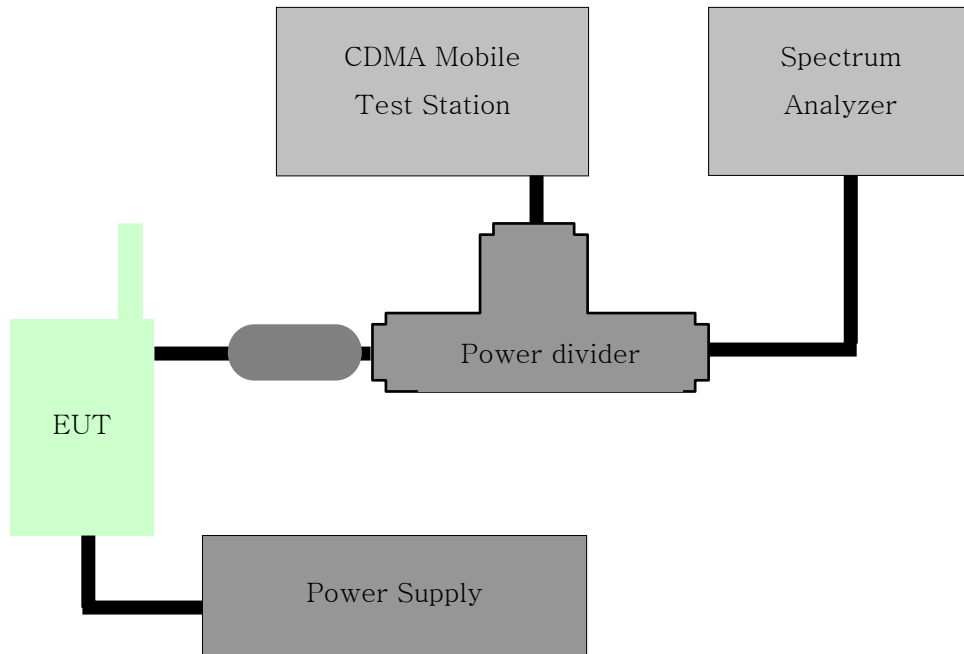 CDMA Mobile
Test Station
Spectrum
Analyzer
Power divider
EUT
Power Supply